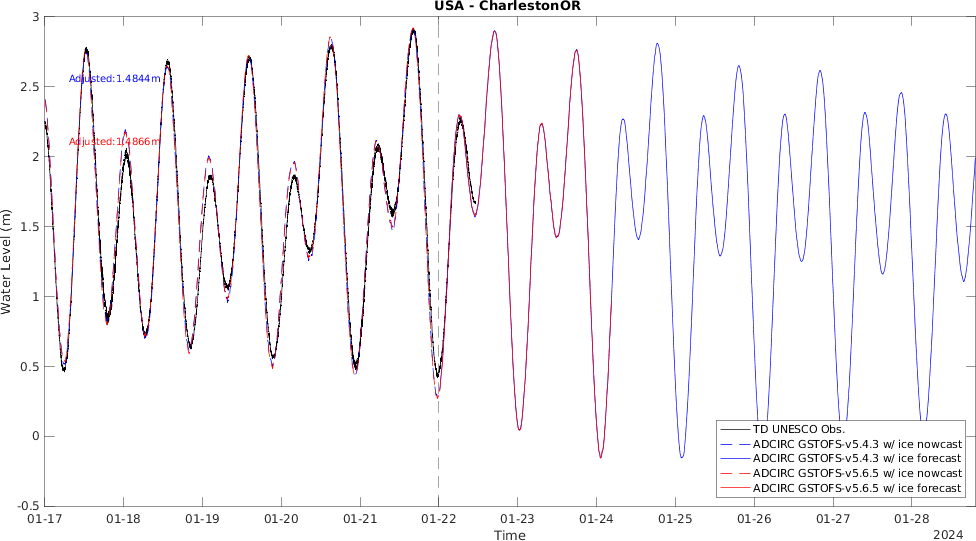 USA - CharlestonOR
3
2.5
2
1.5
1
0.5
0
-0.5
Water Level (m)
Adjusted:1.4844m
Adjusted:1.4866m
TD UNESCO Obs.
ADCIRC GSTOFS-v5.4.3 w/ ice nowcast
ADCIRC GSTOFS-v5.4.3 w/ ice forecast
ADCIRC GSTOFS-v5.6.5 w/ ice nowcast
ADCIRC GSTOFS-v5.6.5 w/ ice forecast
01-17 01-18 01-19 01-20 01-21 01-22 01-23 01-24 01-25 01-26 01-27 01-28
Time
2024